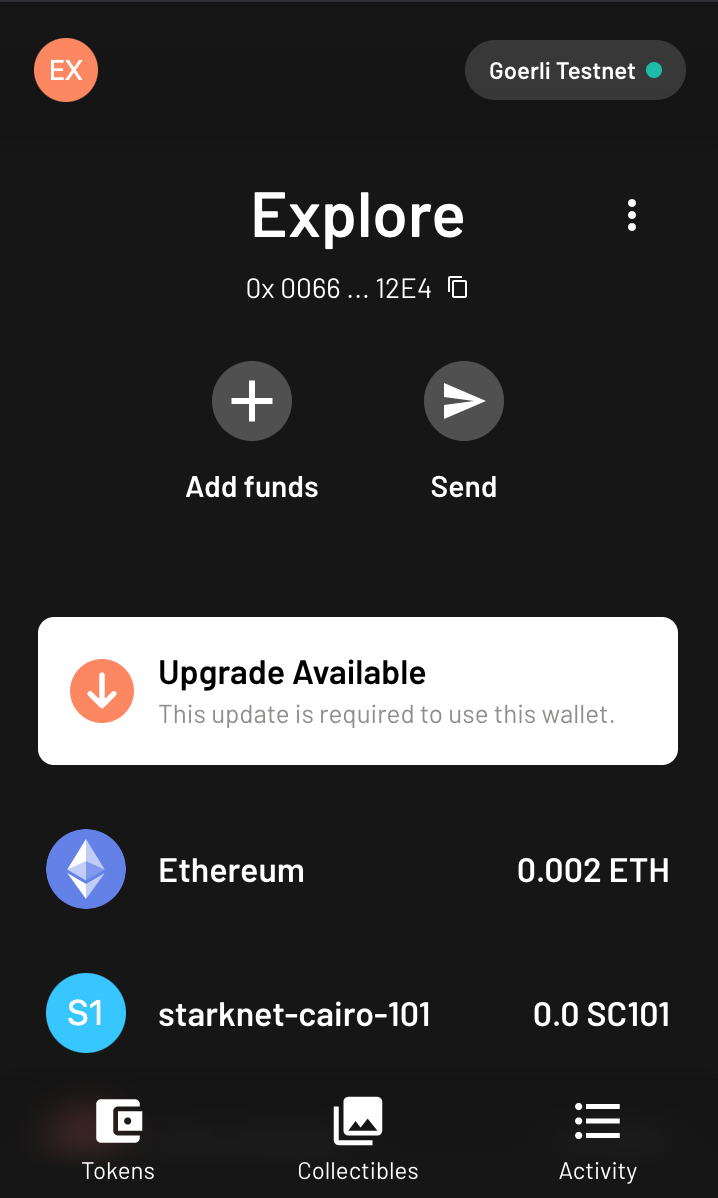 EX
Goerli Testnet
Explore
0x 0066 ... 12E4
Add funds
Send
Upgrade Available
This update is required to use this wallet.
Ethereum
0.002 ETH
S1
starknet-cairo-101
0.0 SC101
Tokens
Collectibles
Activity